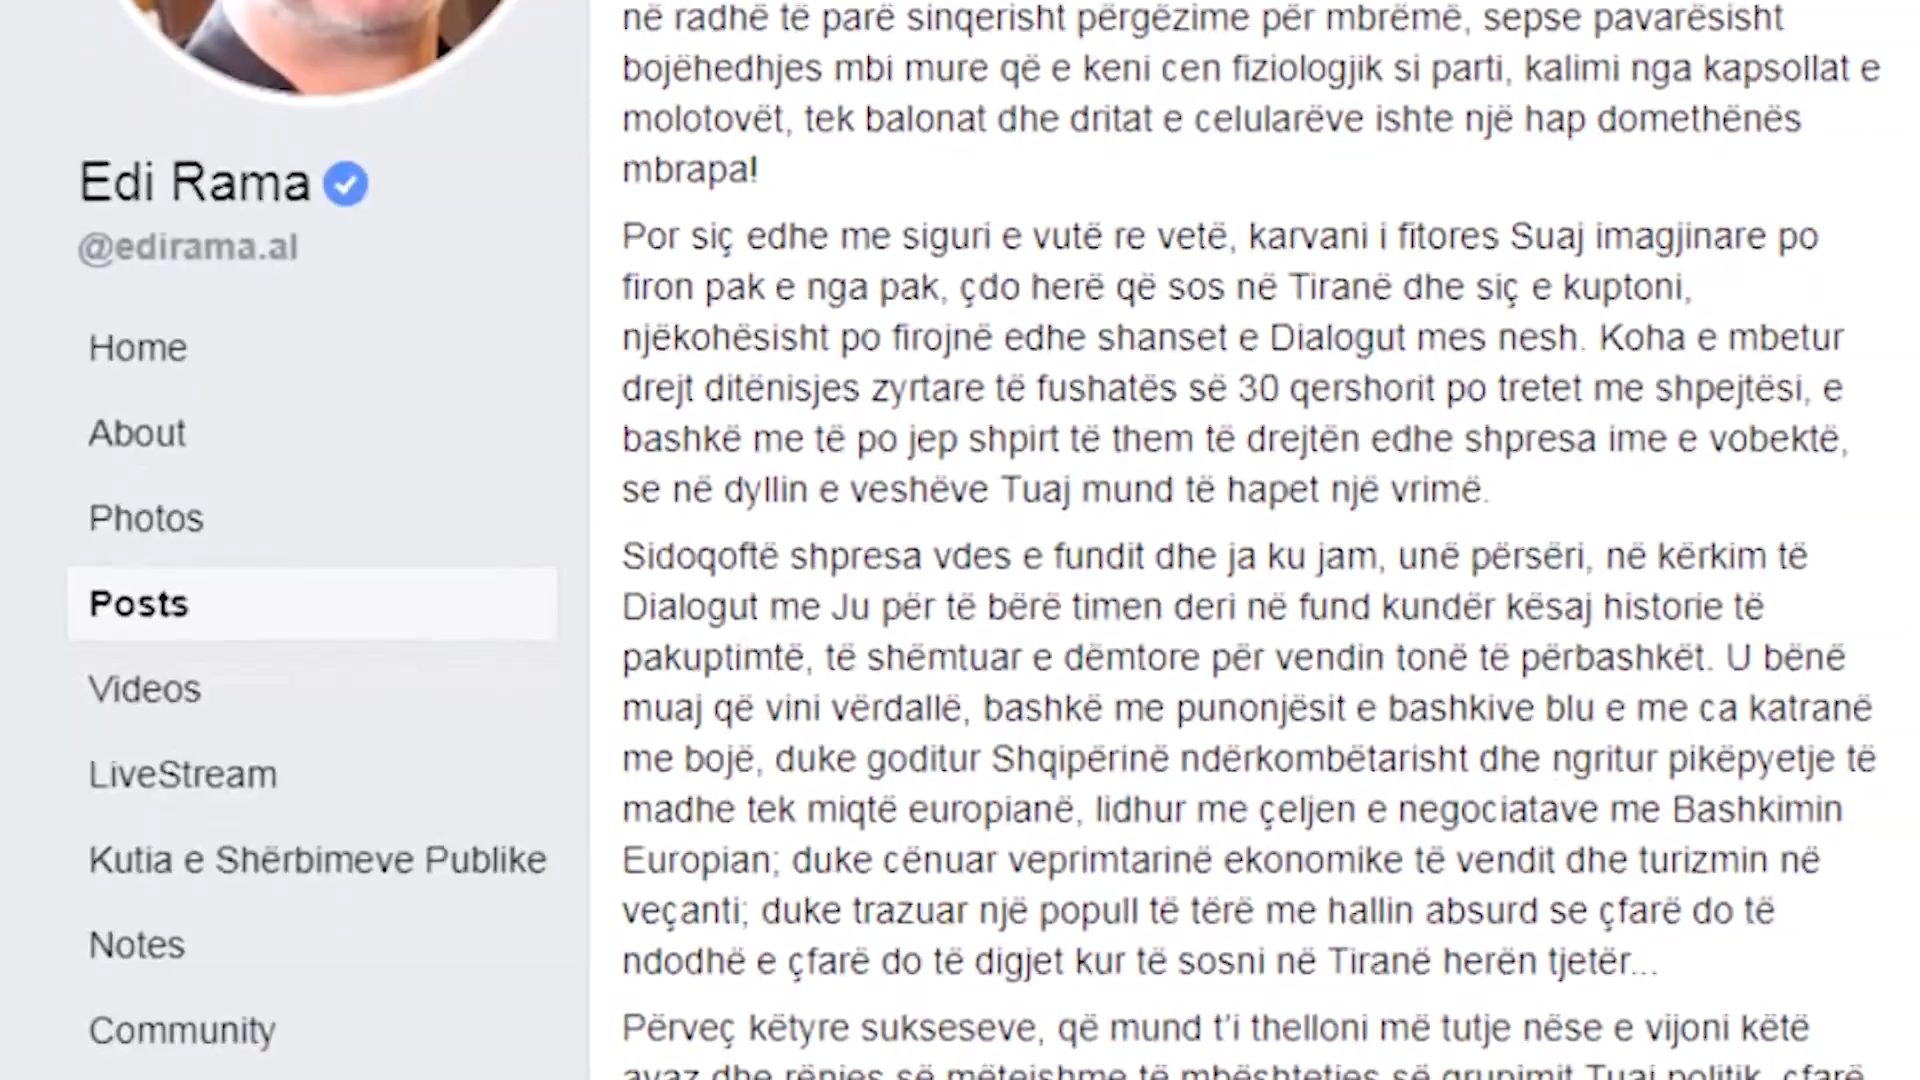 Edi Rama
@edirama.al
Home
About
Photos
Posts
Videos
LiveStream
Kutia e Shërbimeve Publike
Notes
Community
në radhë të parë sinqerisht përgëzime për mbrëmë, sepse pavarësisht
bojëhedhjes mbi mure që e keni cen fiziologjik si parti, kalimi nga kapsollat e
molotovët, tek balonat dhe dritat e celularëve ishte një hap domethënës
mbrapa!
Por siç edhe me siguri e vutë re vetë, karvani i fitores Suaj imagjinare po
firon pak e nga pak, çdo herë që sos në Tiranë dhe siç e kuptoni,
njëkohësisht po firojnë edhe shanset e Dialogut mes nesh. Koha e mbetur
drejt ditënisjes zyrtare të fushatës së 30 qershorit po tretet me shpejtësi, e
bashkë me të po jep shpirt të them të drejtën edhe shpresa ime e vobektë,
se në dyllin e veshëve Tuaj mund të hapet një vrimë.
Sidoqoftë shpresa vdes e fundit dhe ja ku jam, unë përsëri, në kërkim të
Dialogut me Ju për të bërë timen deri në fund kundër kësaj historie të
pakuptimtë, të shëmtuar e dëmtore për vendin tonë të përbashkët. U bënë
muaj që vini vërdallë, bashkë me punonjësit e bashkive blu e me ca katranë
me bojë, duke goditur Shqipërinë ndërkombëtarisht dhe ngritur pikëpyetje të
madhe tek miqtë europianë, lidhur me çeljen e negociatave me Bashkimin
Europian; duke cënuar veprimtarinë ekonomike të vendit dhe turizmin në
veçanti; duke trazuar një popull të tërë me hallin absurd se çfarë do të
ndodhë e çfarë do të digjet kur të sosni në Tiranë herën tjetër...
Përveç këtyre sukseseve, që mund t'i thelloni më tutje nëse e vijoni këtë
avaz dhe rënies së mëtejshme të mbështetjes së grupimit Tuaj politik, çfarë